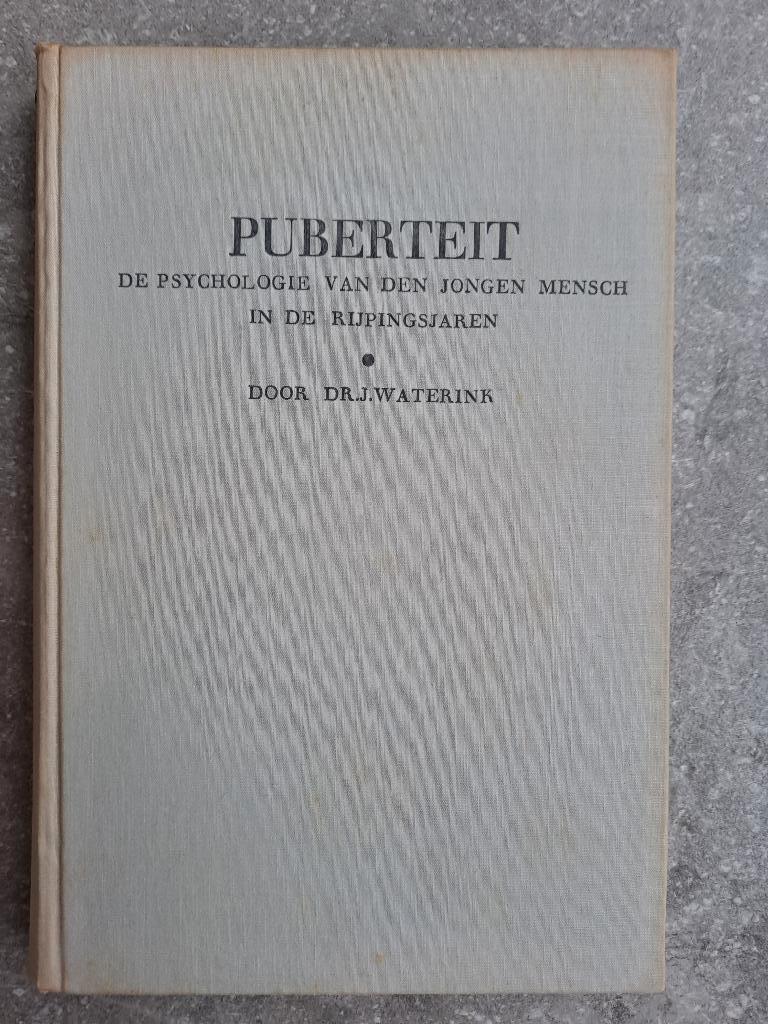 PUBERTEIT
DE PSYCHOLOGIE VAN DEN JONGEN MENSCH
IN DE RIJPINGSJAREN
DOOR DR.J.WATERINK